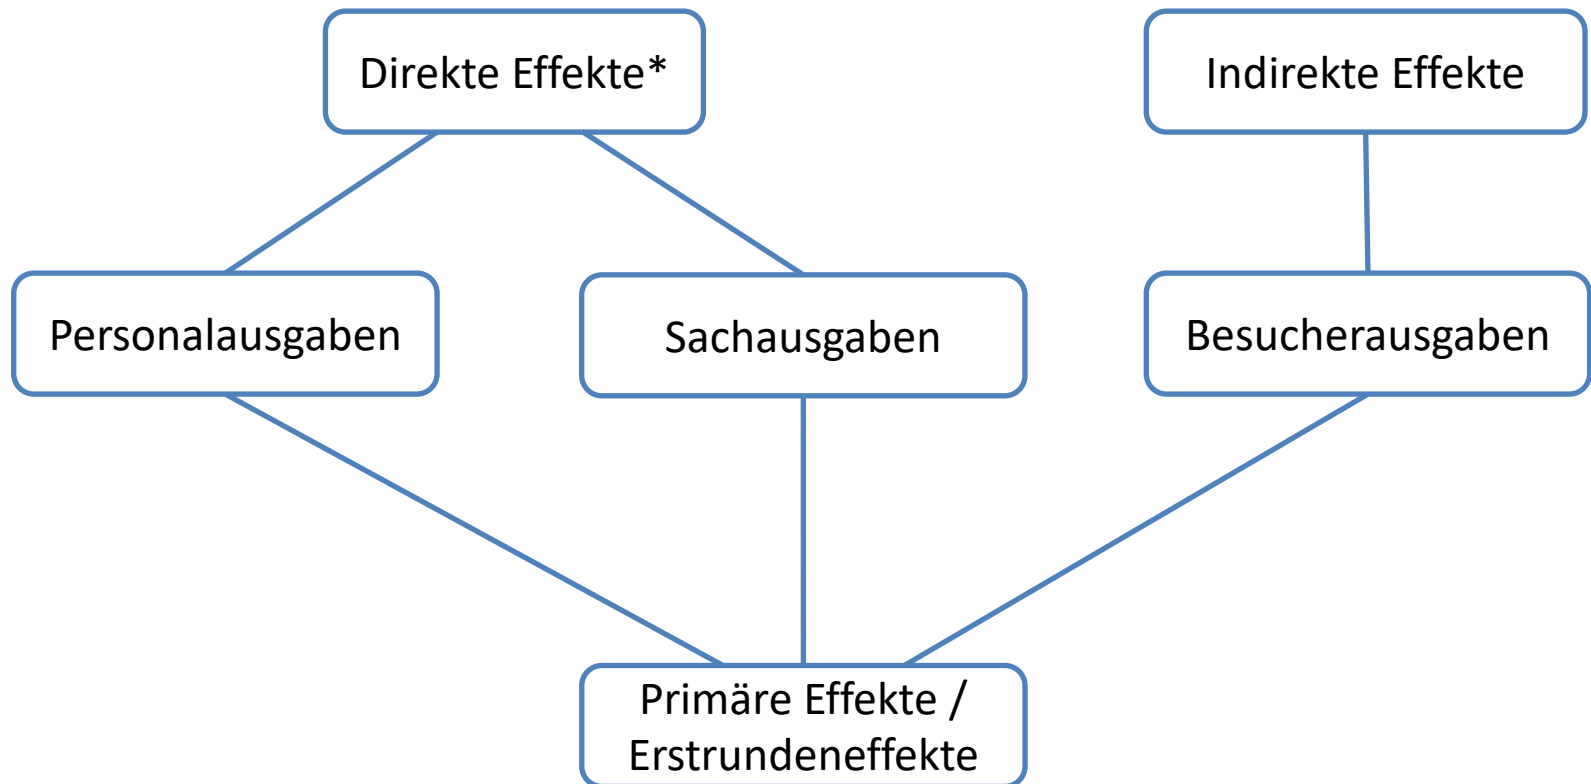 Direkte Effekte*
Indirekte Effekte
Personalausgaben
Sachausgaben
Besucherausgaben
Primäre Effekte /
Erstrundeneffekte